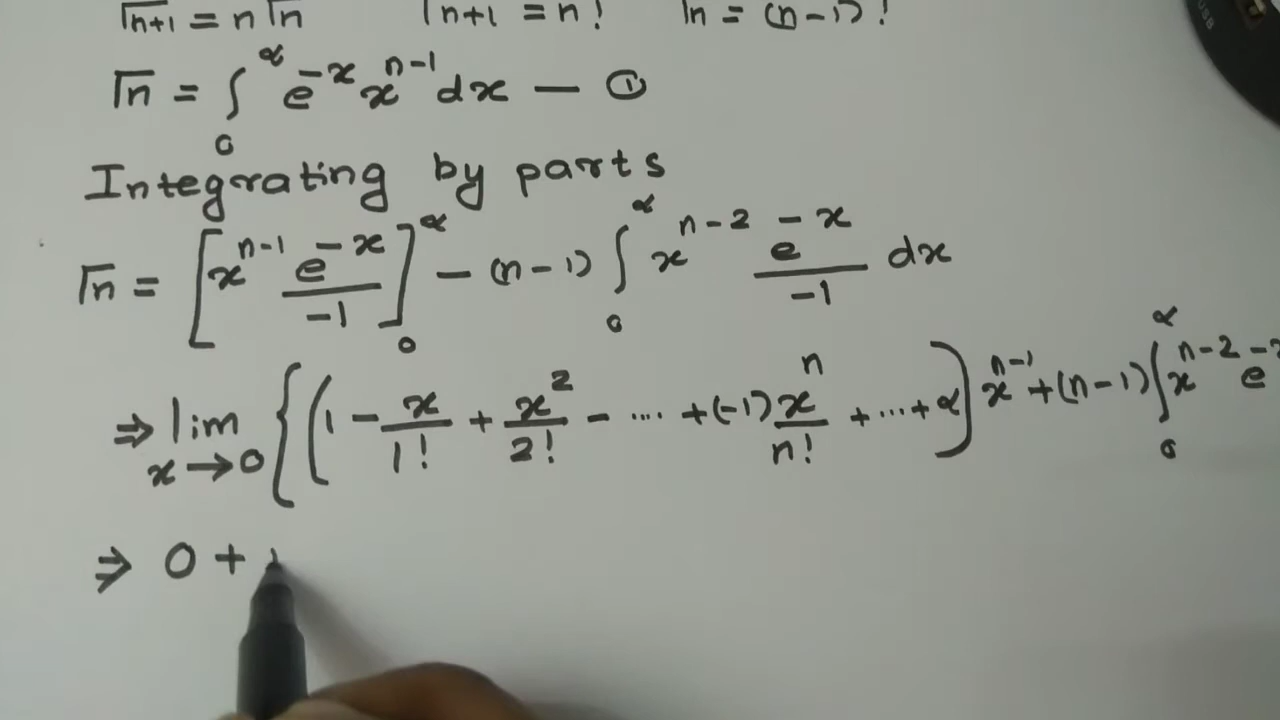 Γn+1 = n Γn    Γn+1 = n!    Γn = (n-1)!
Γn = ∫₀^∝ e^-x x^n-1 dx — ①
Integrating by parts
Γn = [x^n-1 e^-x/-1]₀^∝ - (n-1) ∫₀^∝ x^n-2 e^-x/-1 dx
⇒ lim x→0 {(1 - x/1! + x²/2! - .... + (-1) x^n/n! + ... + ∝) x^n-1 + (n-1) ∫₀^∝ x^n-2 e^-x
⇒ 0 +